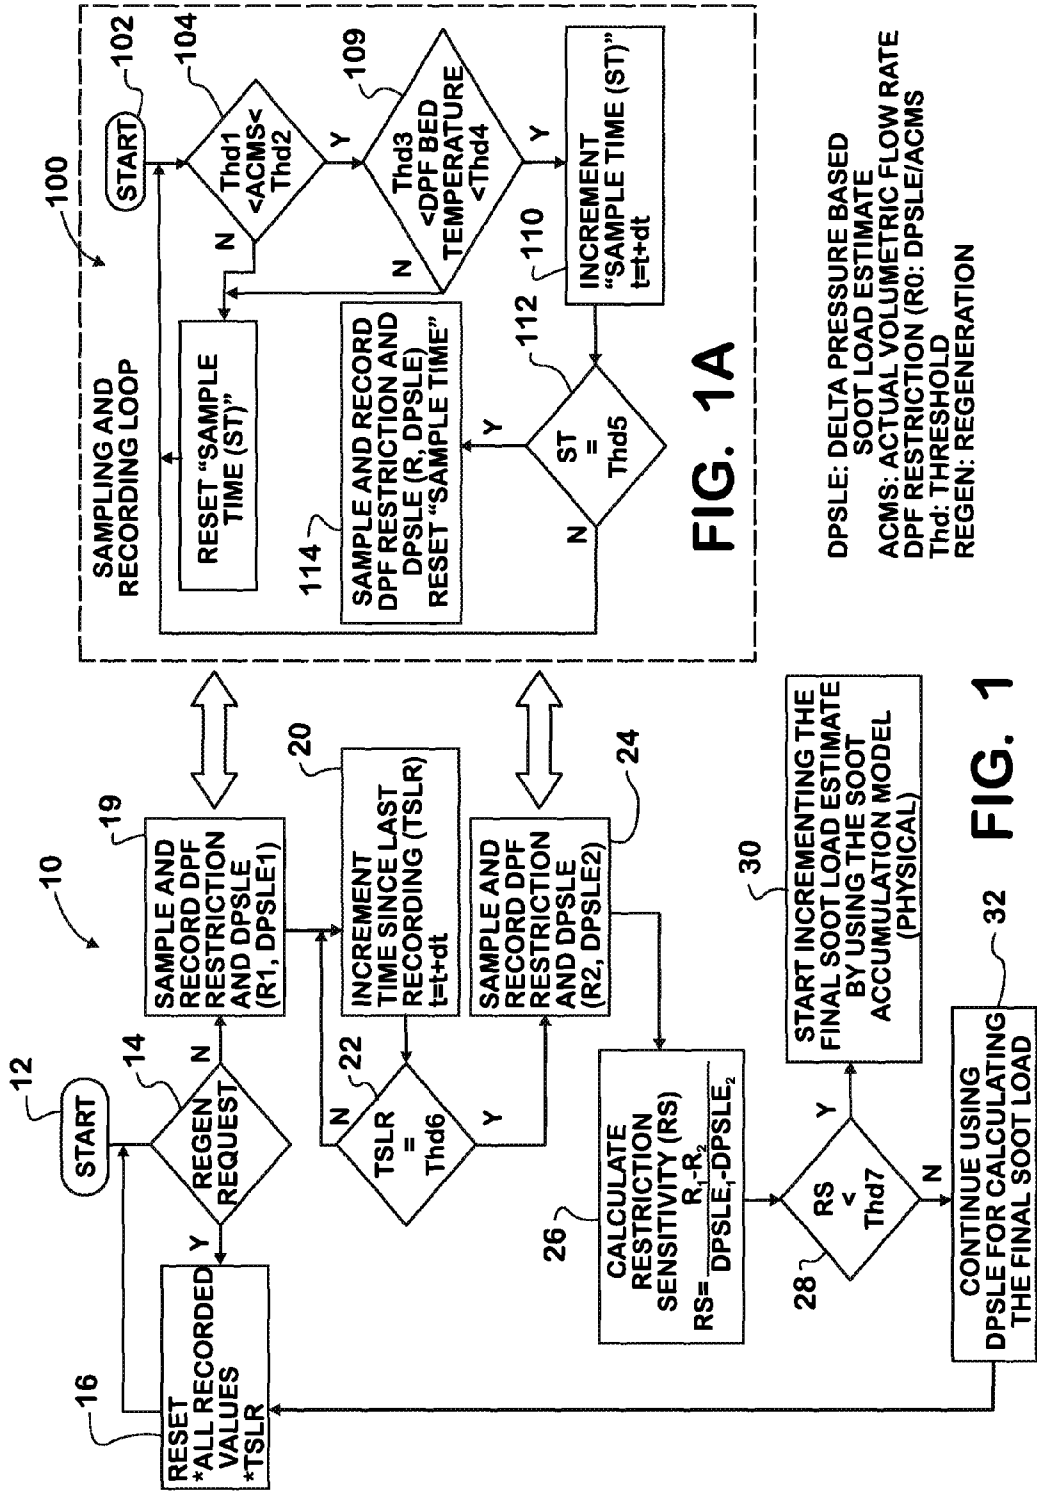 10
12
START
14
REGEN
REQUEST
Y
N
16
RESET
*ALL RECORDED
VALUES
*TSLR
19
SAMPLE AND
RECORD DPF
RESTRICTION
AND DPSLE
(R1, DPSLE1)
20
INCREMENT
TIME SINCE LAST
RECORDING (TSLR)
t=t+dt
22
TSLR
=
Thd6
N
Y
24
SAMPLE AND
RECORD DPF
RESTRICTION
AND DPSLE
(R2, DPSLE2)
26
CALCULATE
RESTRICTION
SENSITIVITY (RS)
RS= R1-R2
DPSLE1-DPSLE2
28
RS
<
Thd7
Y
N
30
START INCREMENTING THE
FINAL SOOT LOAD ESTIMATE
BY USING THE SOOT
ACCUMULATION MODEL
(PHYSICAL)
32
CONTINUE USING
DPSLE FOR CALCULATING
THE FINAL SOOT LOAD
FIG. 1
100
SAMPLING AND
RECORDING LOOP
102
START
104
Thd1
<ACMS<
Thd2
N
Y
RESET "SAMPLE
TIME (ST)"
109
Thd3
<DPF BED
TEMPERATURE
<Thd4
N
Y
110
INCREMENT
"SAMPLE TIME (ST)"
t=t+dt
112
ST
=
Thd5
Y
N
114
SAMPLE AND RECORD
DPF RESTRICTION AND
DPSLE (R, DPSLE)
RESET "SAMPLE TIME"
FIG. 1A
DPSLE: DELTA PRESSURE BASED
SOOT LOAD ESTIMATE
ACMS: ACTUAL VOLUMETRIC FLOW RATE
DPF RESTRICTION (R0: DPSLE/ACMS
Thd: THRESHOLD
REGEN: REGENERATION